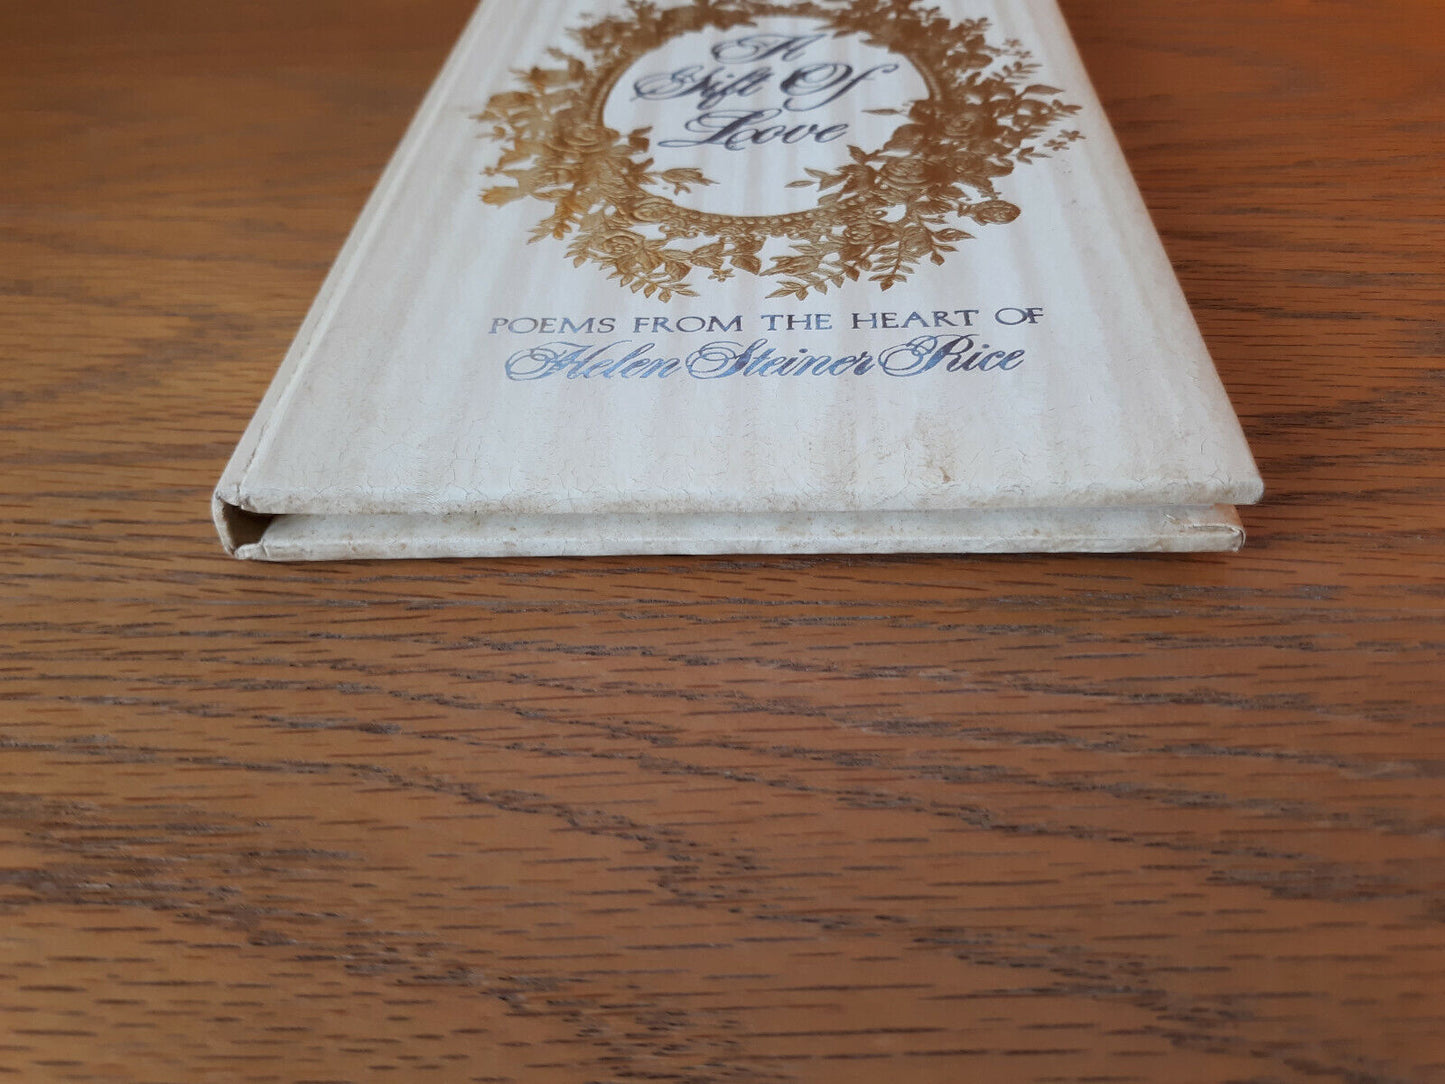 A
Gift Of
Love
POEMS FROM THE HEART OF
Helen Steiner Rice